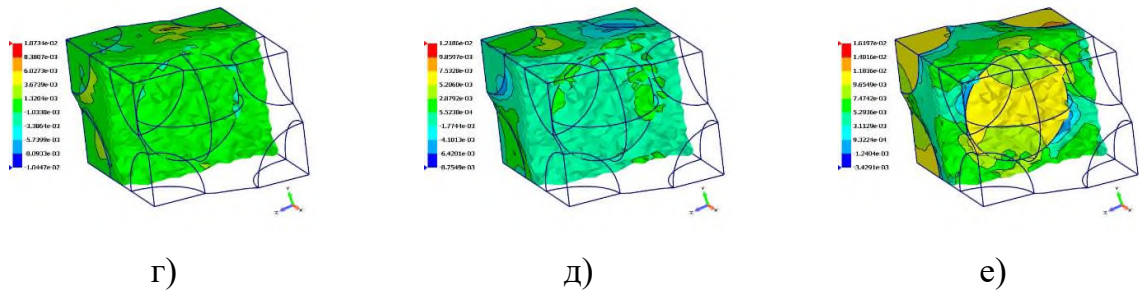 1.0734e-02
8.3807e-03
6.0273e-03
3.6739e-03
1.3204e-03
-1.0330e-03
-3.3864e-03
-5.7399e-03
-8.0933e-03
-1.0447e-02
Y
Z
X
г)
1.2186e-02
9.8597e-03
7.5328e-03
5.2060e-03
2.8792e-03
5.5238e-04
-1.7744e-03
-4.1013e-03
-6.4281e-03
-8.7549e-03
Y
Z
X
д)
1.6197e-02
1.4016e-02
1.1836e-02
9.6549e-03
7.4742e-03
5.2936e-03
3.1129e-03
9.3224e-04
-1.2484e-03
-3.4291e-03
Y
Z
X
е)